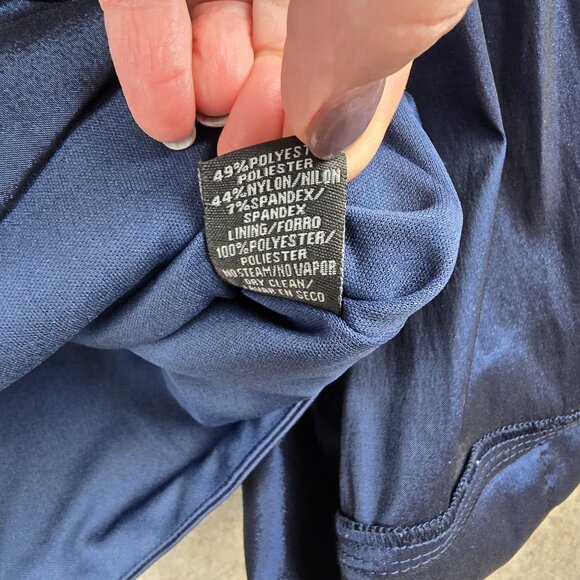 49% POLYEST
POLIESTER
44% NYLON/NILON
7% SPANDEX/
SPANDEX
LINING/FORRO
100% POLYESTER/
POLIESTER
NO STEAM/NO VAPOR
DRY CLEAN/
EN SECO